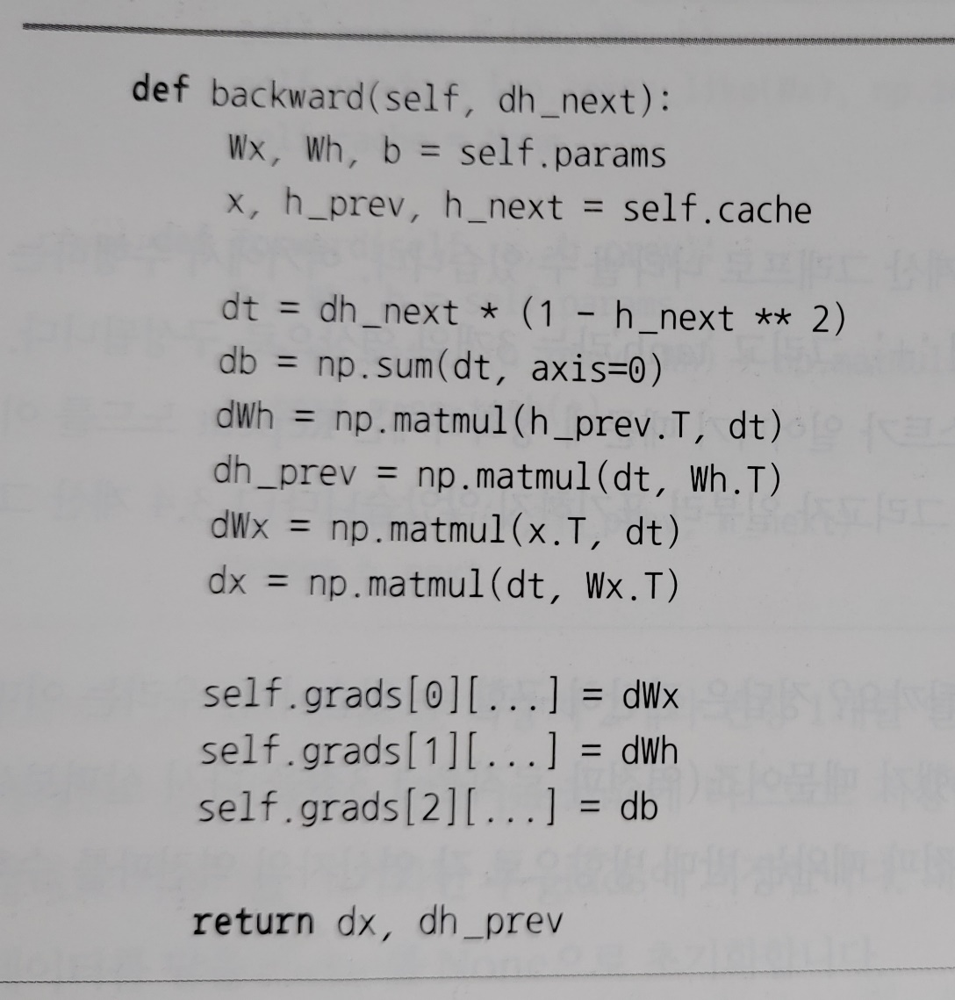 def backward(self, dh_next):
Wx, Wh, b = self.params
x, h_prev, h_next = self.cache
dt = dh_next * (1 - h_next ** 2)
db = np.sum(dt, axis=0)
dWh = np.matmul(h_prev.T, dt)
dh_prev = np.matmul(dt, Wh.T)
dWx = np.matmul(x.T, dt)
dx = np.matmul(dt, Wx.T)
self.grads[0][...] = dWx
self.grads[1][...] = dWh
self.grads[2][...] = db
return dx, dh_prev